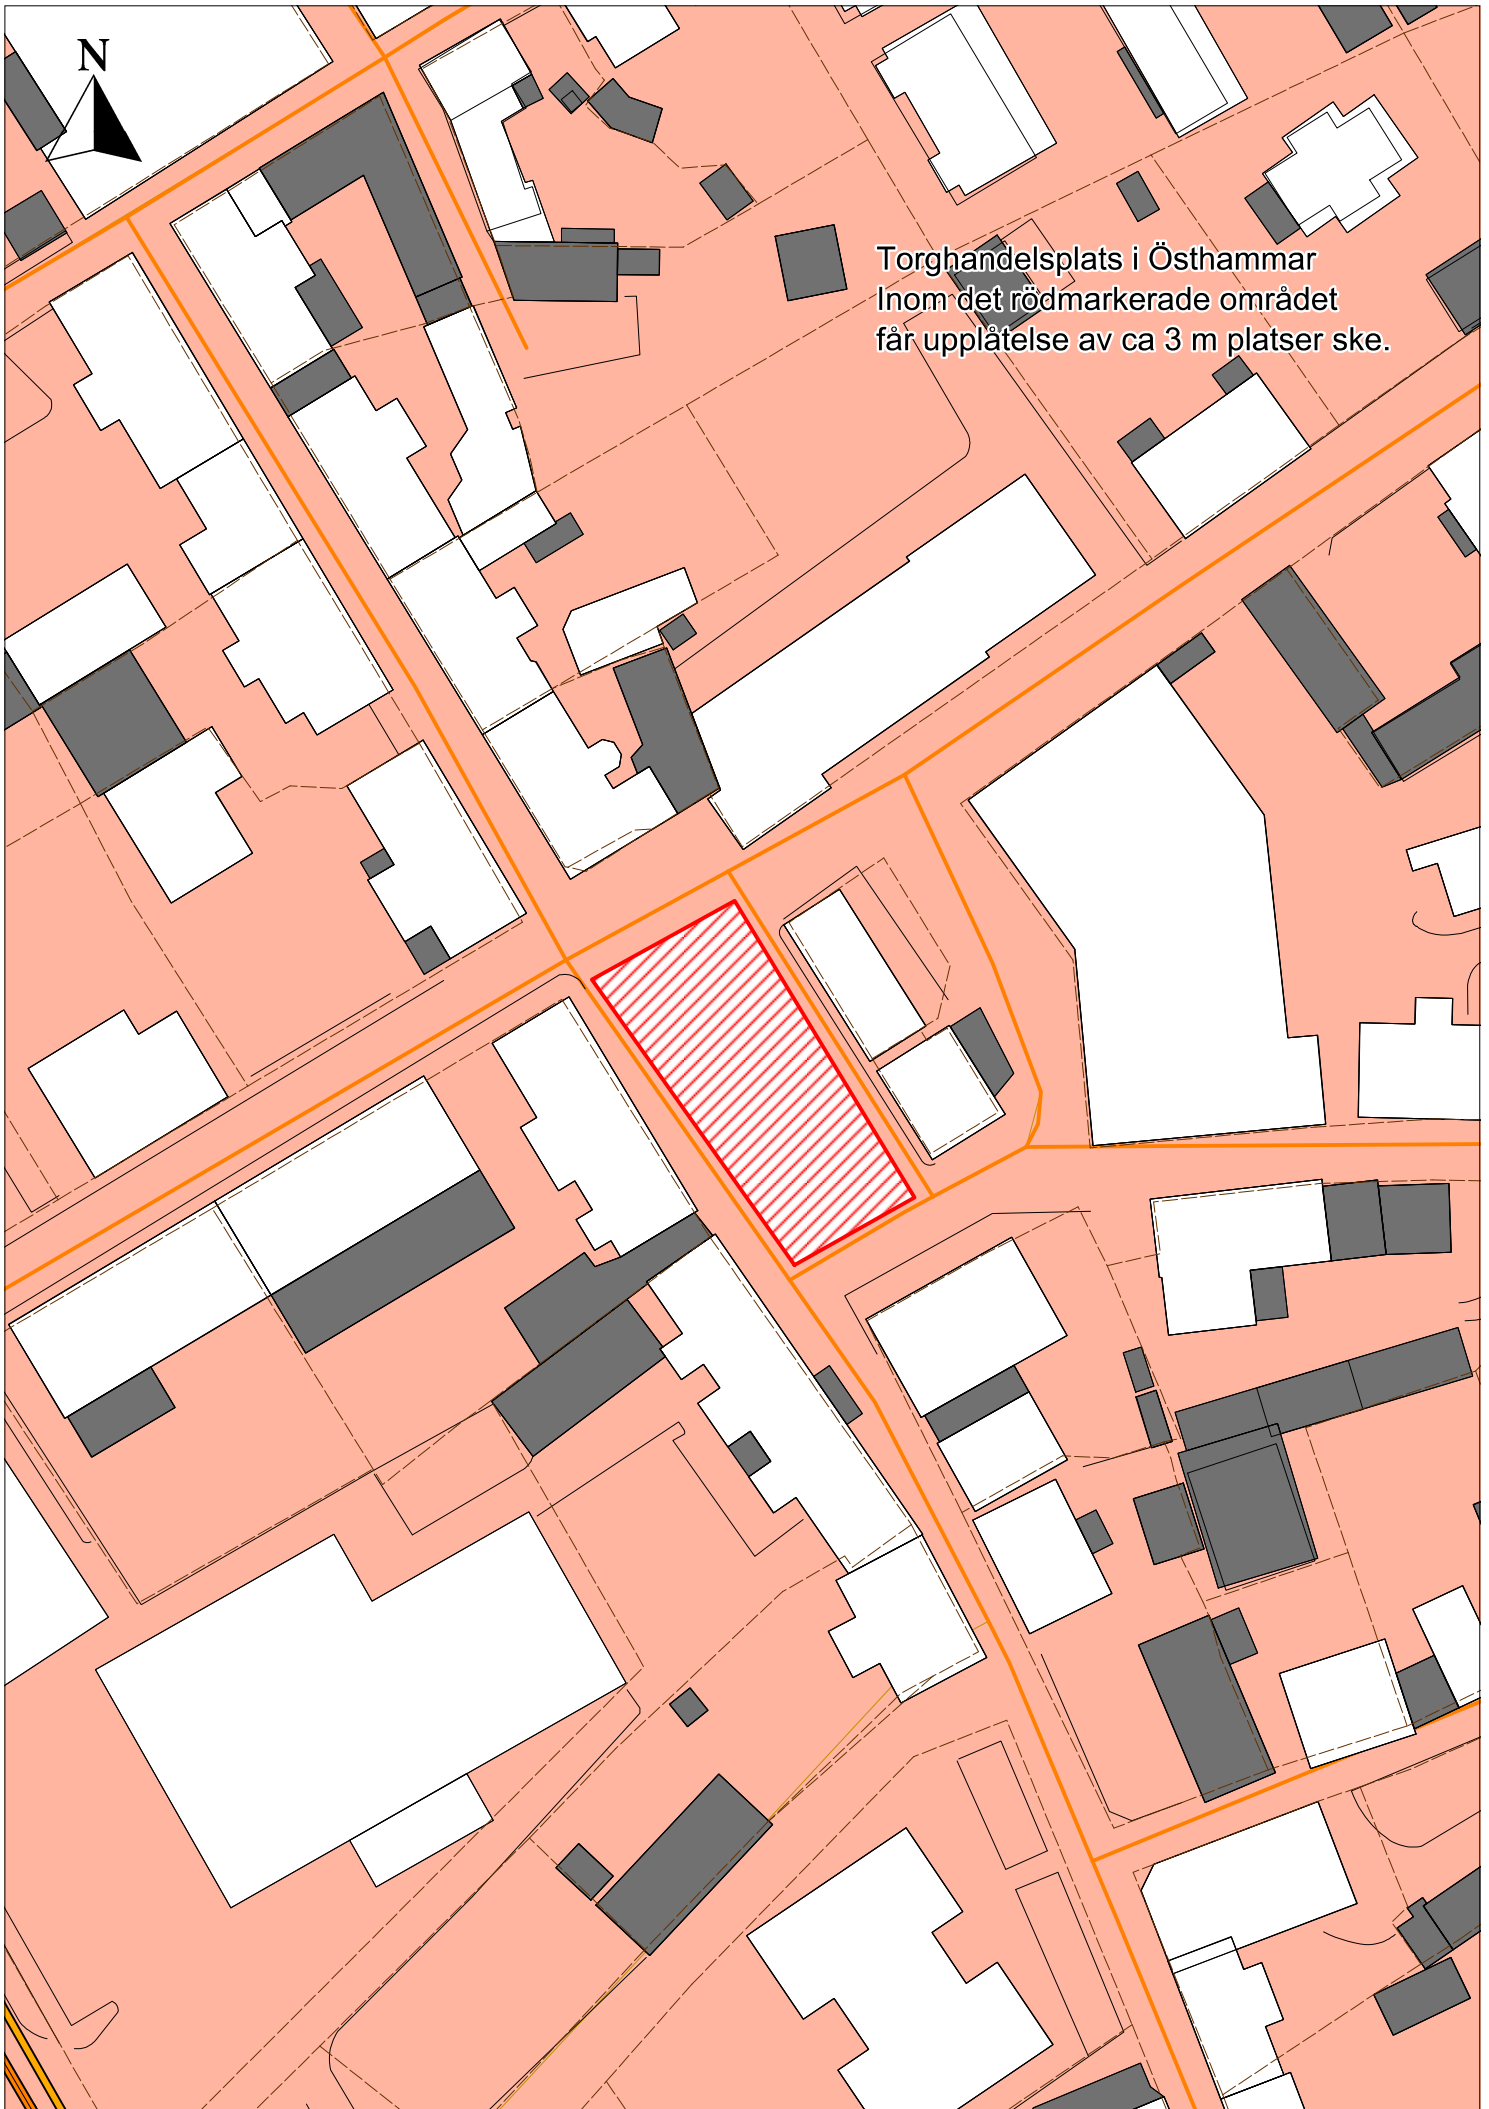 N
Torghandelsplats i Östhammar
Inom det rödmarkerade området
får upplåtelse av ca 3 m platser ske.